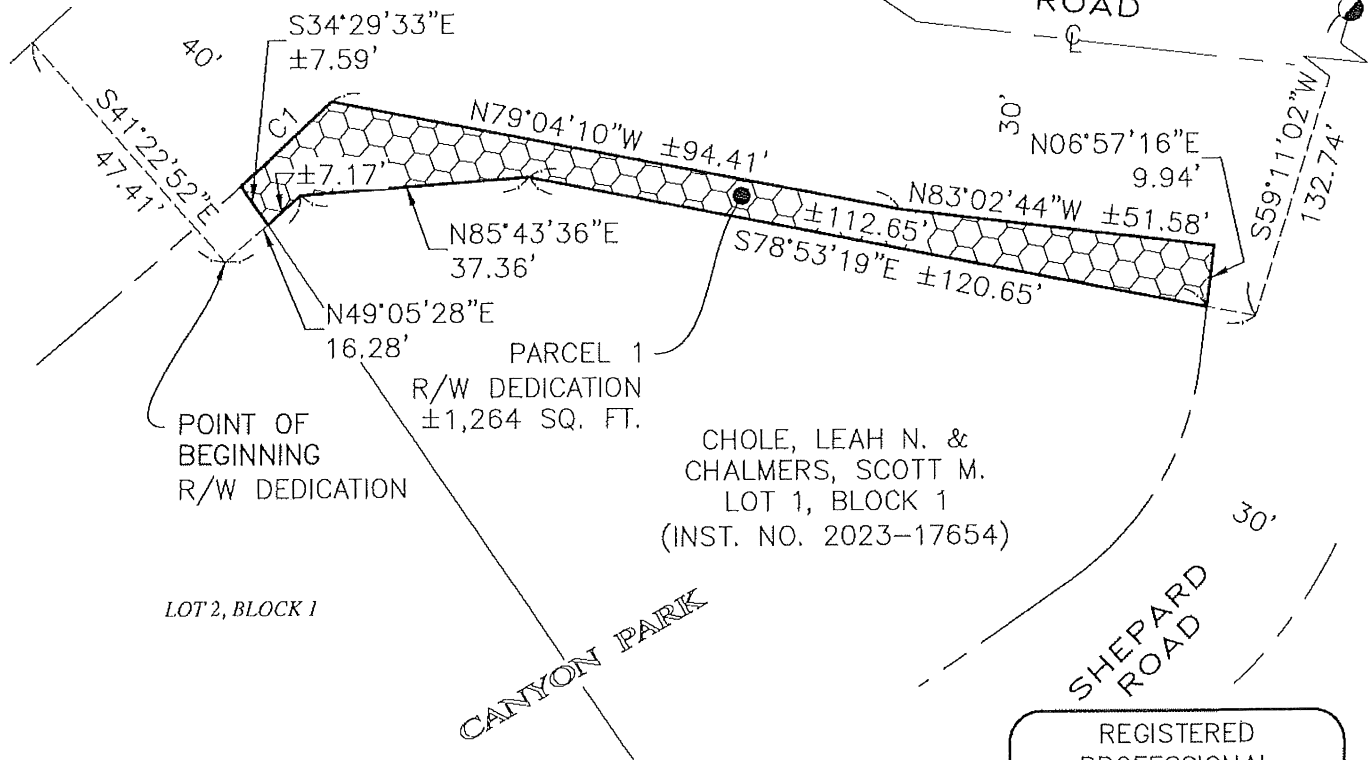 ROAD
℄
S34°29'33"E
±7.59'
40'
S41°22'52"E
47.41'
C1
±7.17'
N79°04'10"W ±94.41'
30'
N06°57'16"E
9.94'
S59°11'02"W
132.74'
N83°02'44"W ±51.58'
±112.65'
S78°53'19"E ±120.65'
N85°43'36"E
37.36'
N49°05'28"E
16.28'
PARCEL 1
R/W DEDICATION
±1,264 SQ. FT.
POINT OF
BEGINNING
R/W DEDICATION
CHOLE, LEAH N. &
CHALMERS, SCOTT M.
LOT 1, BLOCK 1
(INST. NO. 2023-17654)
30'
LOT 2, BLOCK 1
CANYON PARK
SHEPARD
ROAD
REGISTERED
PROFESSIONAL